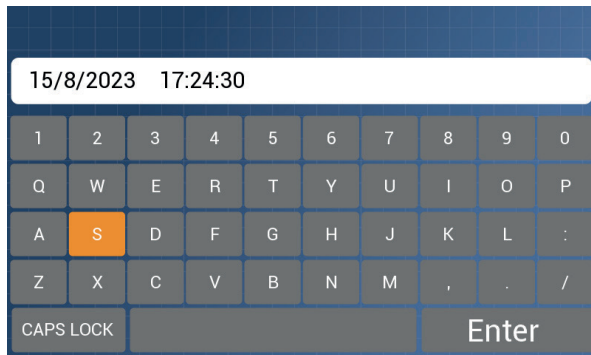 15/8/2023 17:24:30
1 2 3 4 5 6 7 8 9 0
Q W E R T Y U I O P
A S D F G H J K L :
Z X C V B N M , . /
CAPS LOCK Enter